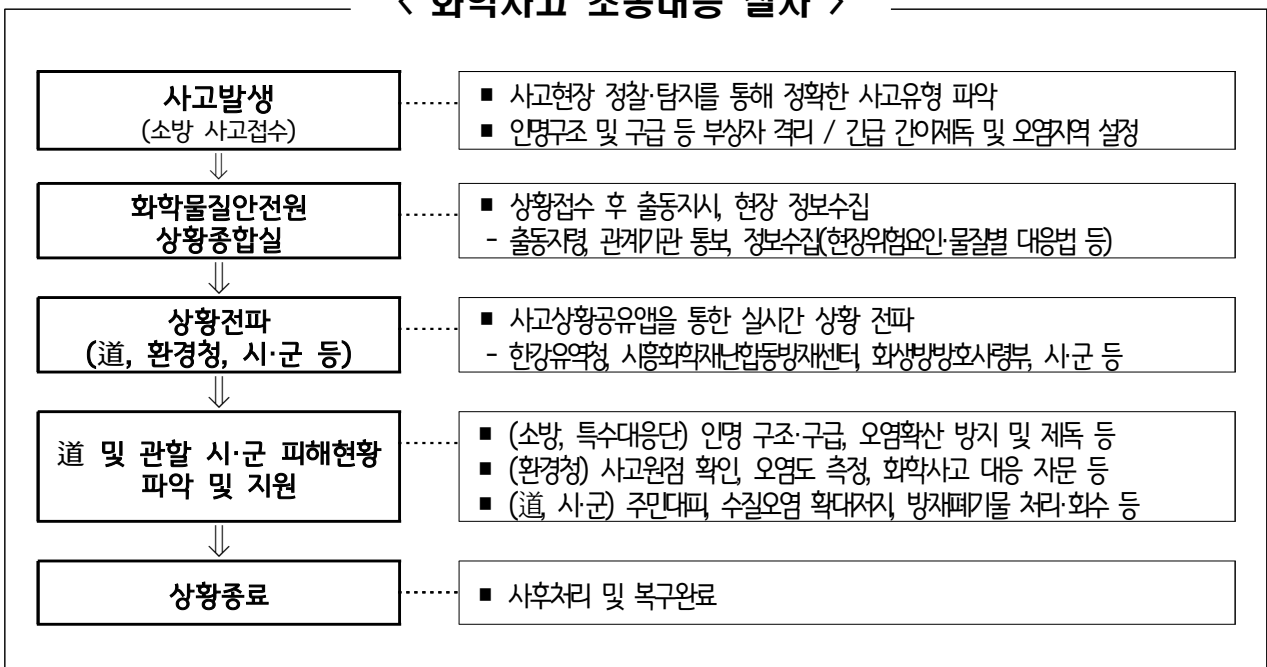 < 화학사고 초동대응 절차 >
사고발생
(소방 사고접수)
■ 사고현장 정찰·탐지를 통해 정확한 사고유형 파악
■ 인명구조 및 구급 등 부상자 격리 / 긴급 간이제독 및 오염지역 설정
⇓
화학물질안전원
상황종합실
■ 상황접수 후 출동지시, 현장 정보수집
- 출동지령, 관계기관 통보, 정보수집(현장위험요인·물질별 대응법 등)
⇓
상황전파
(道, 환경청, 시·군 등)
■ 사고상황공유앱을 통한 실시간 상황 전파
- 한강유역청, 시흥화학재난합동방재센터, 화생방방호사령부, 시·군 등
⇓
道 및 관할 시·군 피해현황
파악 및 지원
■ (소방, 특수대응단) 인명 구조·구급, 오염확산 방지 및 제독 등
■ (환경청) 사고원점 확인, 오염도 측정, 화학사고 대응 자문 등
■ (道, 시·군) 주민대피, 수질오염 확대저지, 방재폐기물 처리·회수 등
⇓
상황종료
■ 사후처리 및 복구완료